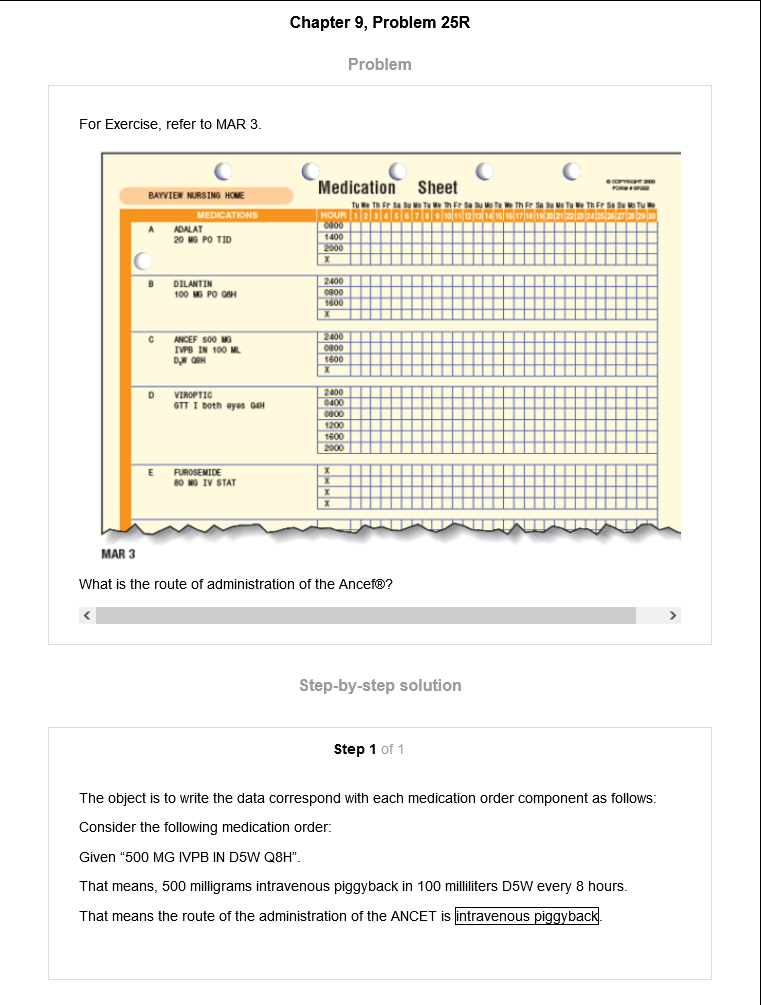 Chapter 9, Problem 25R
Problem
For Exercise, refer to MAR 3.
© COPYRIGHT 2000
BAYVIEW NURSING HOME
Medication Sheet
Tu We Th Fr Sa Su Mo Tu We Th Fr Sa Su Mo Tu We Th Fr Sa Su Mo Tu We Th Fr Sa Su Mo Tu We
MEDICATIONS HOUR 1 2 3 4 5 6 7 8 9 10 11 12 13 14 15 16 17 18 19 20 21 22 23 24 25 26 27 28 29 30
A ADALAT 0800
20 MG PO TID 1400
2000
X
B DILANTIN 2400
100 MG PO Q8H 0800
1600
X
C ANCEF 500 MG 2400
IVPB IN 100 ML 0800
D5W Q8H 1600
X
D VIROPTIC 2400
GTT I both eyes Q4H 0400
0800
1200
1600
2000
E FUROSEMIDE X
80 MG IV STAT X
X
X
MAR 3
What is the route of administration of the Ancef®?
Step-by-step solution
Step 1 of 1
The object is to write the data correspond with each medication order component as follows:
Consider the following medication order:
Given “500 MG IVPB IN D5W Q8H”.
That means, 500 milligrams intravenous piggyback in 100 milliliters D5W every 8 hours.
That means the route of the administration of the ANCET is intravenous piggyback.